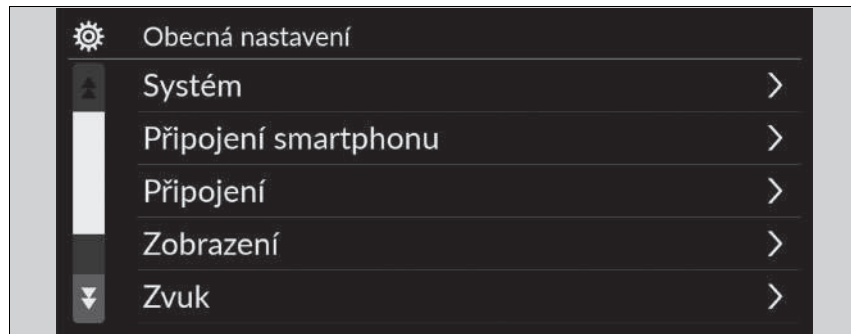 Obecná nastavení
Systém
Připojení smartphonu
Připojení
Zobrazení
Zvuk